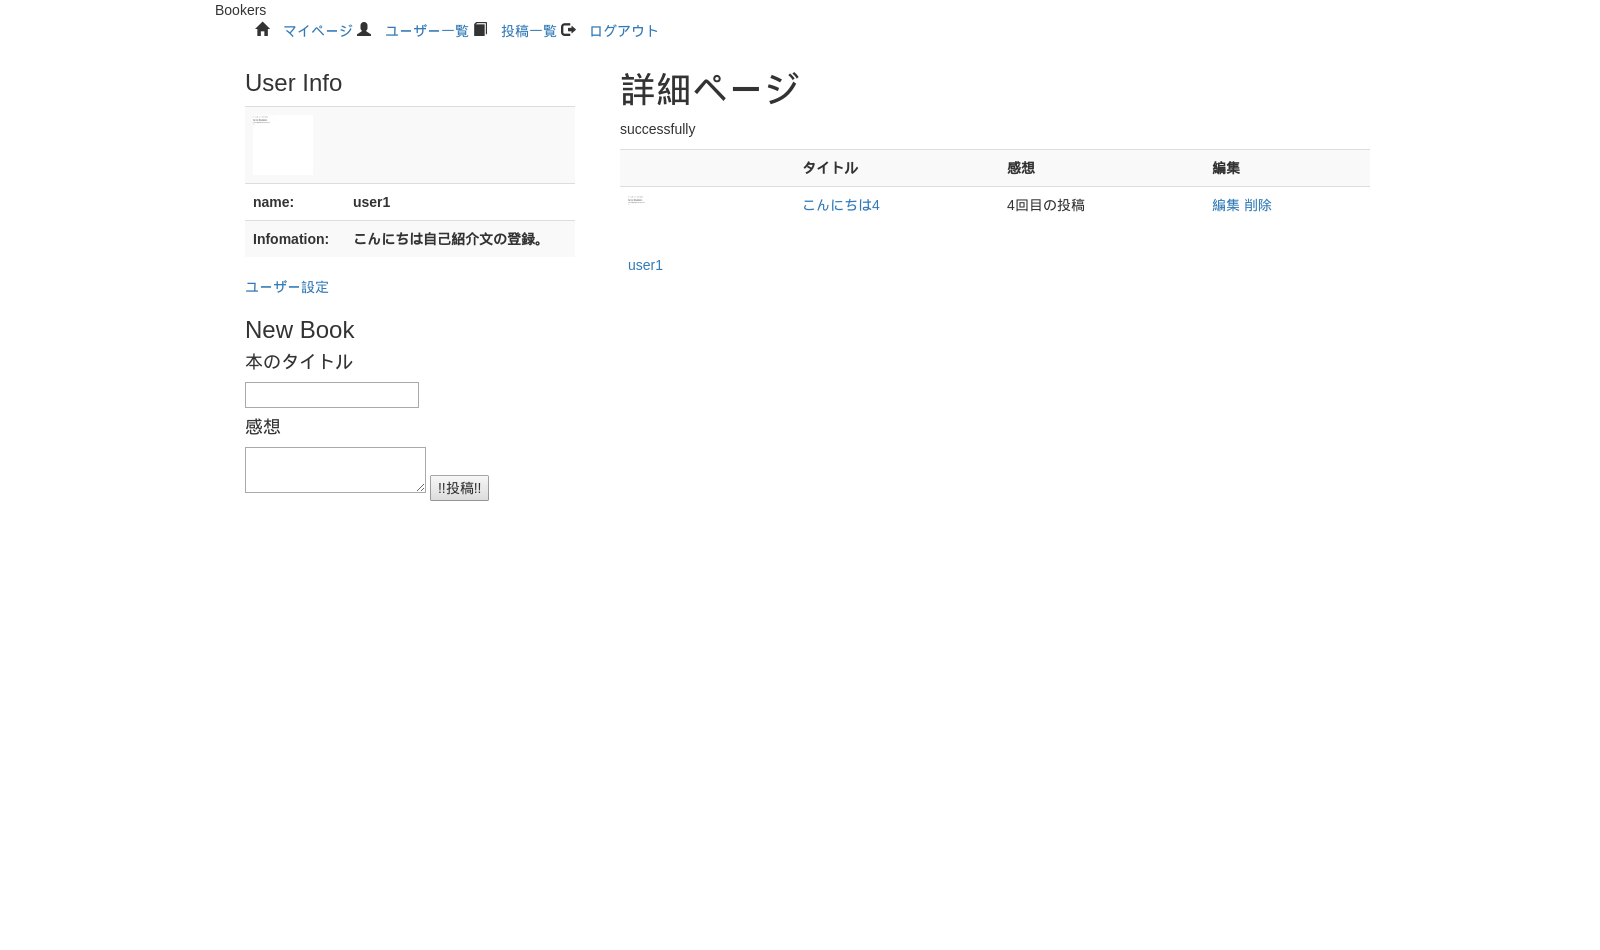 Bookers
マイページ ユーザー一覧 投稿一覧 ログアウト
User Info
name: user1
Infomation: こんにちは自己紹介文の登録。
ユーザー設定
New Book
本のタイトル
感想
!!投稿!!
詳細ページ
successfully
タイトル 感想 編集
こんにちは4 4回目の投稿 編集 削除
user1